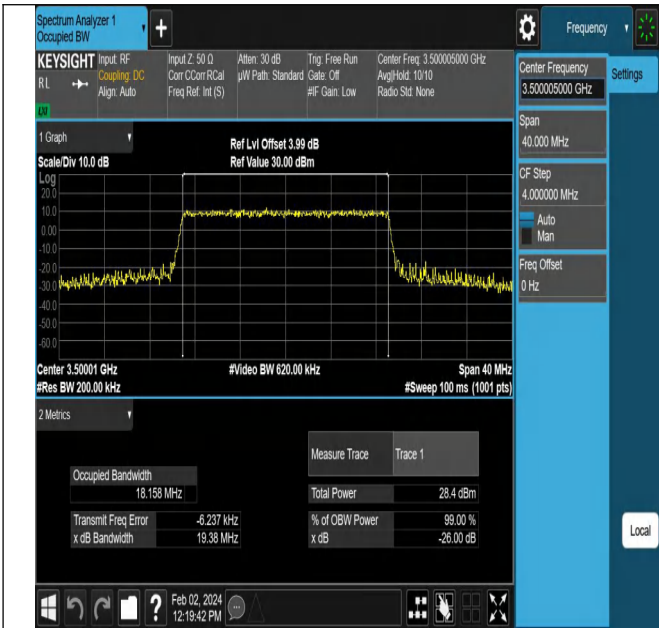 Spectrum Analyzer 1
Occupied BW
+
Frequency
KEYSIGHT
RL
LXI
Input: RF
Coupling: DC
Align: Auto
Input Z: 50 Ω
Corr CCorr RCal
Freq Ref: Int (S)
Atten: 30 dB
µW Path: Standard
Trig: Free Run
Gate: Off
#IF Gain: Low
Center Freq: 3.500005000 GHz
Avg|Hold: 10/10
Radio Std: None
Center Frequency
3.500005000 GHz
Settings
Span
40.000 MHz
CF Step
4.000000 MHz
Auto
Man
Freq Offset
0 Hz
1 Graph
Scale/Div 10.0 dB
Ref Lvl Offset 3.99 dB
Ref Value 30.00 dBm
Log
20.0
10.0
0.00
-10.0
-20.0
-30.0
-40.0
-50.0
-60.0
Center 3.50001 GHz
#Video BW 620.00 kHz
Span 40 MHz
#Res BW 200.00 kHz
#Sweep 100 ms (1001 pts)
2 Metrics
Measure Trace
Trace 1
Occupied Bandwidth
18.158 MHz
Total Power
28.4 dBm
Transmit Freq Error
-6.237 kHz
% of OBW Power
99.00 %
x dB Bandwidth
19.38 MHz
x dB
-26.00 dB
Local
?
Feb 02, 2024
12:19:42 PM